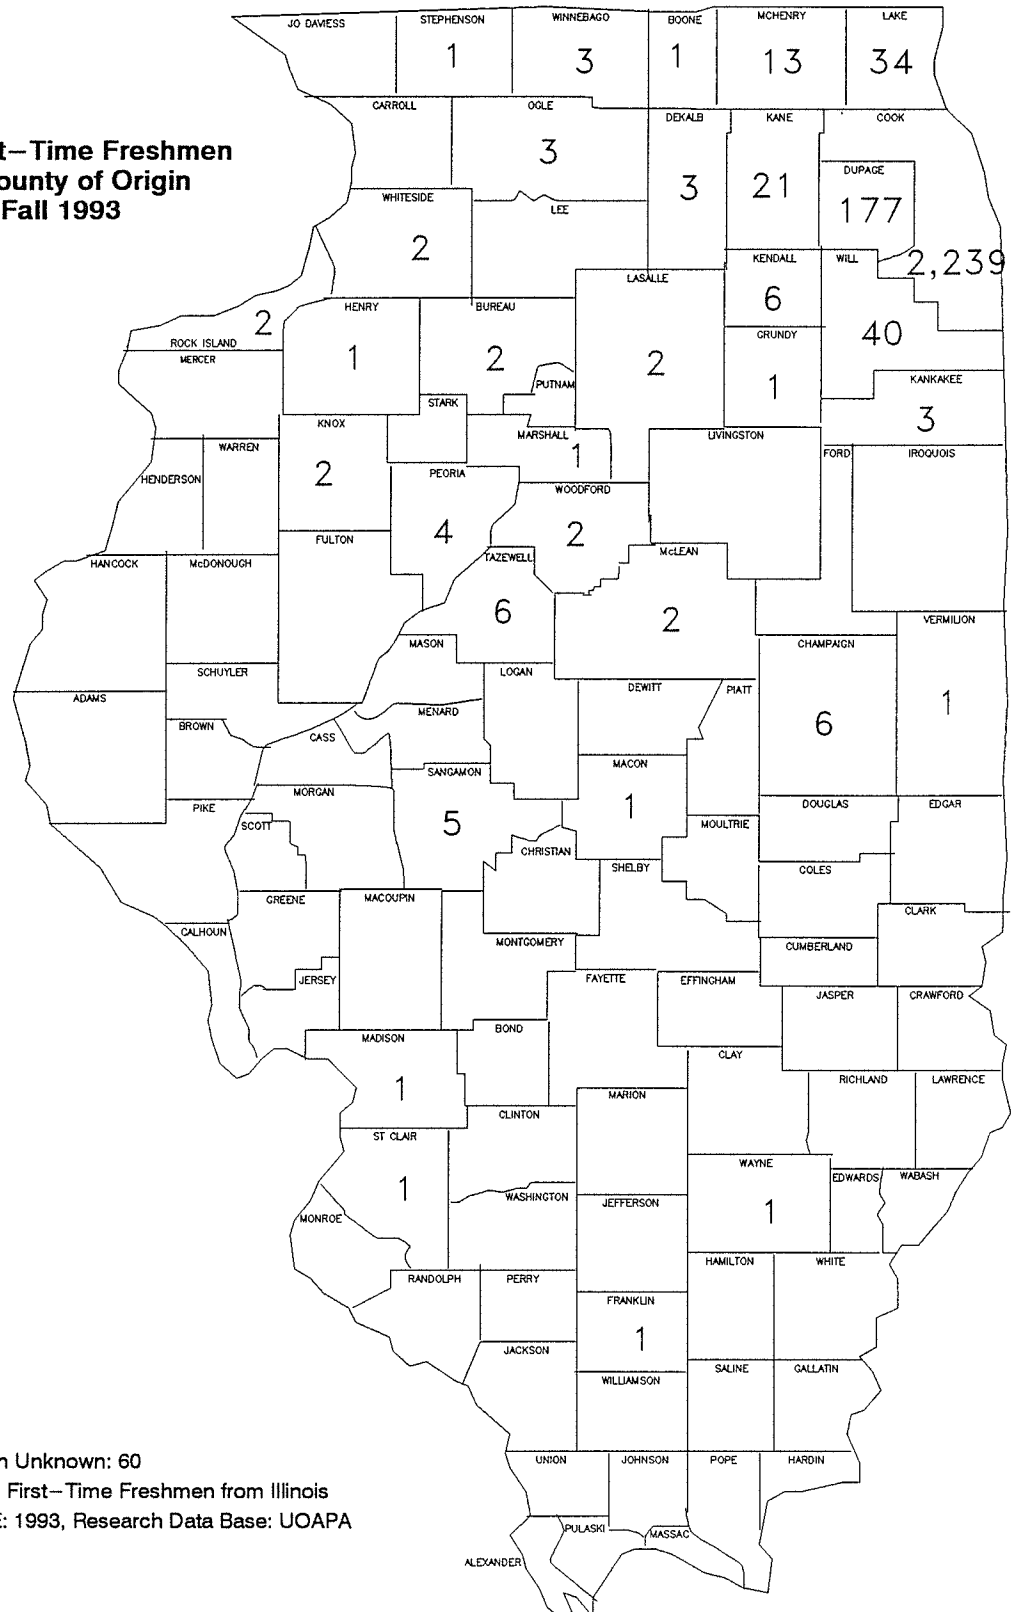 JO DAVIESS
STEPHENSON
1
WINNEBAGO
3
BOONE
1
MCHENRY
13
LAKE
34
t–Time Freshmen
ounty of Origin
Fall 1993
CARROLL
OGLE
3
DEKALB
3
KANE
21
COOK
2,239
DUPAGE
177
WHITESIDE
2
LEE
KENDALL
6
WILL
40
LASALLE
2
HENRY
1
BUREAU
2
2
ROCK ISLAND
MERCER
GRUNDY
1
PUTNAM
KANKAKEE
3
STARK
KNOX
2
MARSHALL
1
LIVINGSTON
WARREN
HENDERSON
FORD
IROQUOIS
PEORIA
4
WOODFORD
2
FULTON
TAZEWELL
6
McLEAN
2
HANCOCK
McDONOUGH
VERMILION
1
MASON
CHAMPAIGN
6
SCHUYLER
LOGAN
ADAMS
DEWITT
PIATT
MENARD
BROWN
CASS
SANGAMON
5
MACON
1
MORGAN
PIKE
SCOTT
DOUGLAS
EDGAR
MOULTRIE
CHRISTIAN
SHELBY
COLES
GREENE
MACOUPIN
CLARK
CALHOUN
MONTGOMERY
CUMBERLAND
JERSEY
FAYETTE
EFFINGHAM
JASPER
CRAWFORD
MADISON
1
BOND
CLAY
RICHLAND
LAWRENCE
MARION
CLINTON
ST CLAIR
1
WAYNE
1
EDWARDS
WABASH
WASHINGTON
JEFFERSON
MONROE
HAMILTON
WHITE
RANDOLPH
PERRY
FRANKLIN
1
JACKSON
SALINE
GALLATIN
WILLIAMSON
UNION
JOHNSON
POPE
HARDIN
n Unknown: 60
First–Time Freshmen from Illinois
: 1993, Research Data Base: UOAPA
PULASKI
MASSAC
ALEXANDER